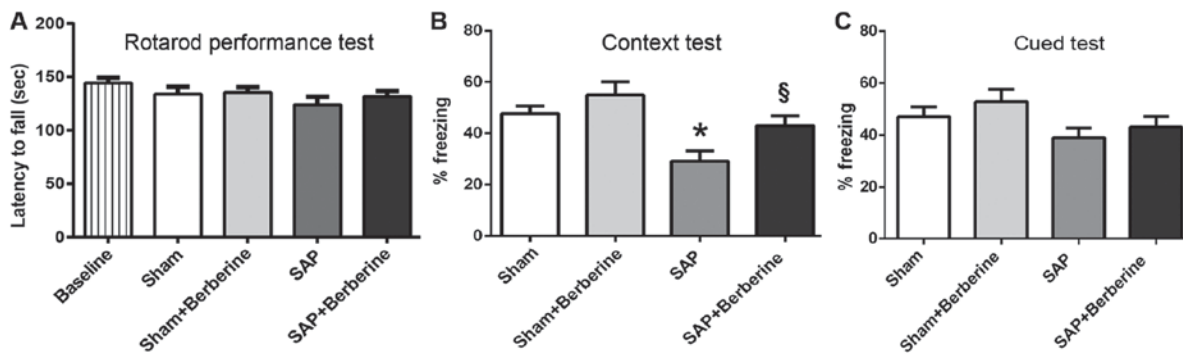 A
Rotarod performance test
Latency to fall (sec)
200
150
100
50
0
Baseline
Sham
Sham+Berberine
SAP
SAP+Berberine
B
Context test
% freezing
80
60
40
20
0
*
§
Sham
Sham+Berberine
SAP
SAP+Berberine
C
Cued test
% freezing
80
60
40
20
0
Sham
Sham+Berberine
SAP
SAP+Berberine